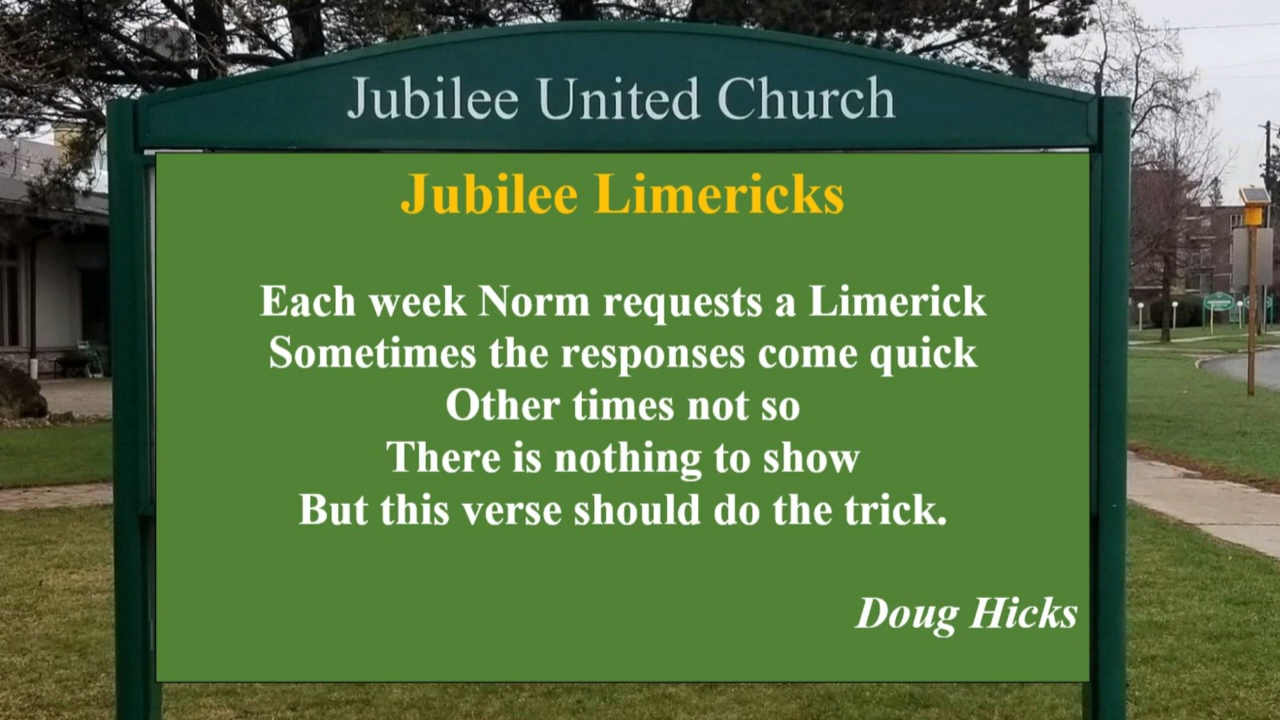 Jubilee United Church
Jubilee Limericks
Each week Norm requests a Limerick
Sometimes the responses come quick
Other times not so
There is nothing to show
But this verse should do the trick.
Doug Hicks